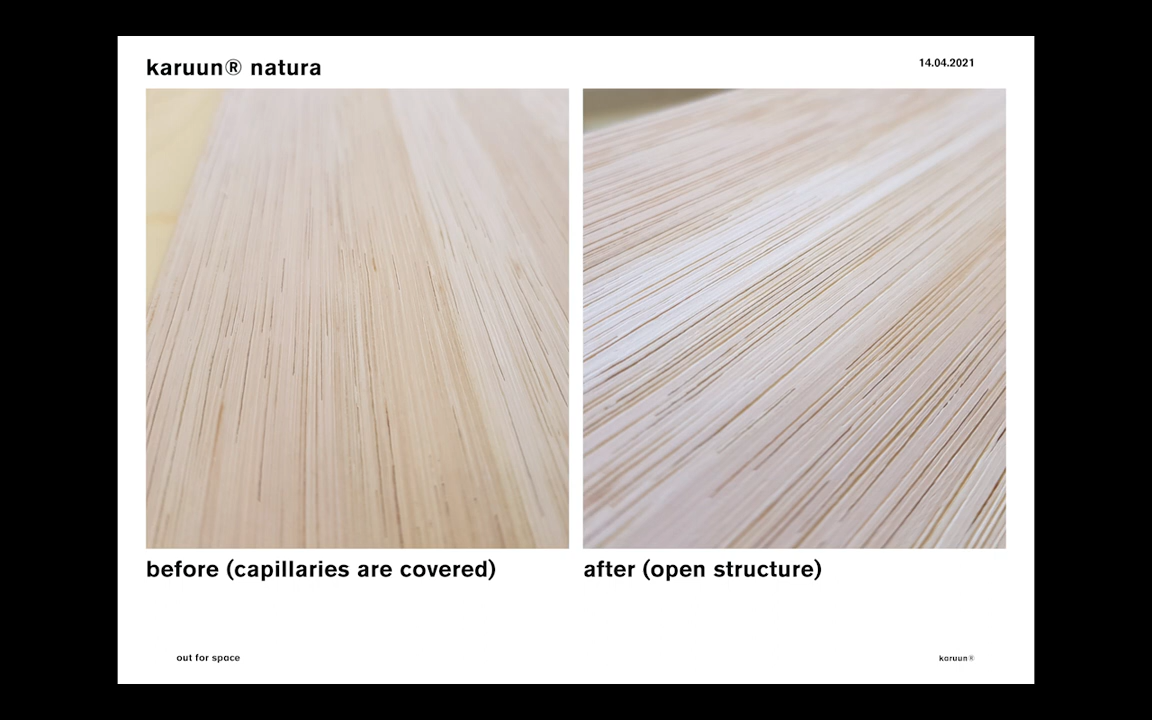 karuun® natura
14.04.2021
before (capillaries are covered)
after (open structure)
out for space
karuun®